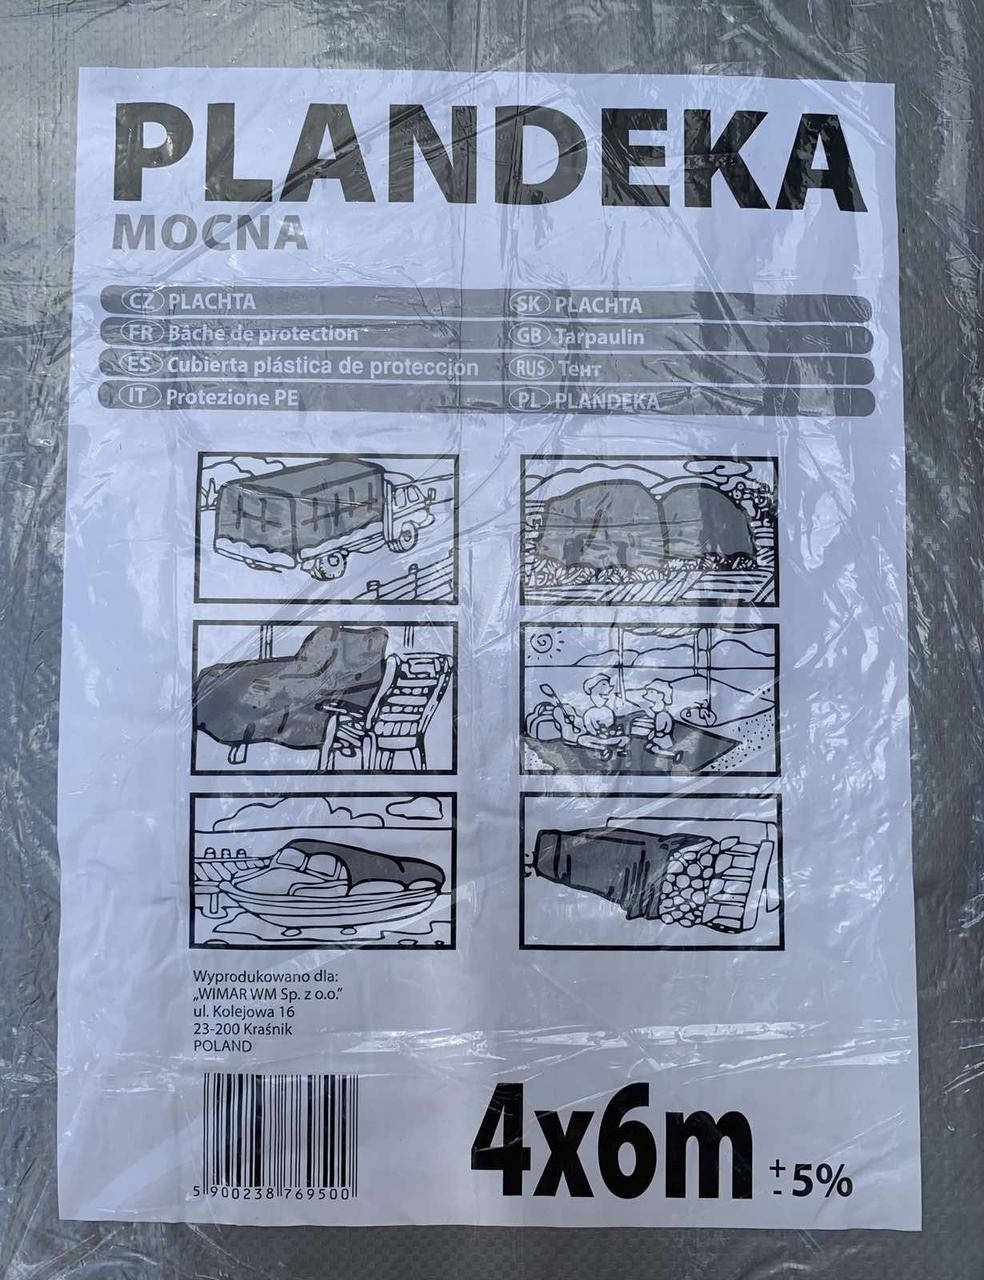 PLANDEKA
MOCNA
CZ PLACHTA
SK PLACHTA
FR Bâche de protection
GB Tarpaulin
ES Cubierta plástica de protección
RUS Тент
IT Protezione PE
PL PLANDEKA
Wyprodukowano dla:
„WIMAR WM Sp. z o.o.”
ul. Kolejowa 16
23-200 Kraśnik
POLAND
5 900238 769500
4x6m +- 5%